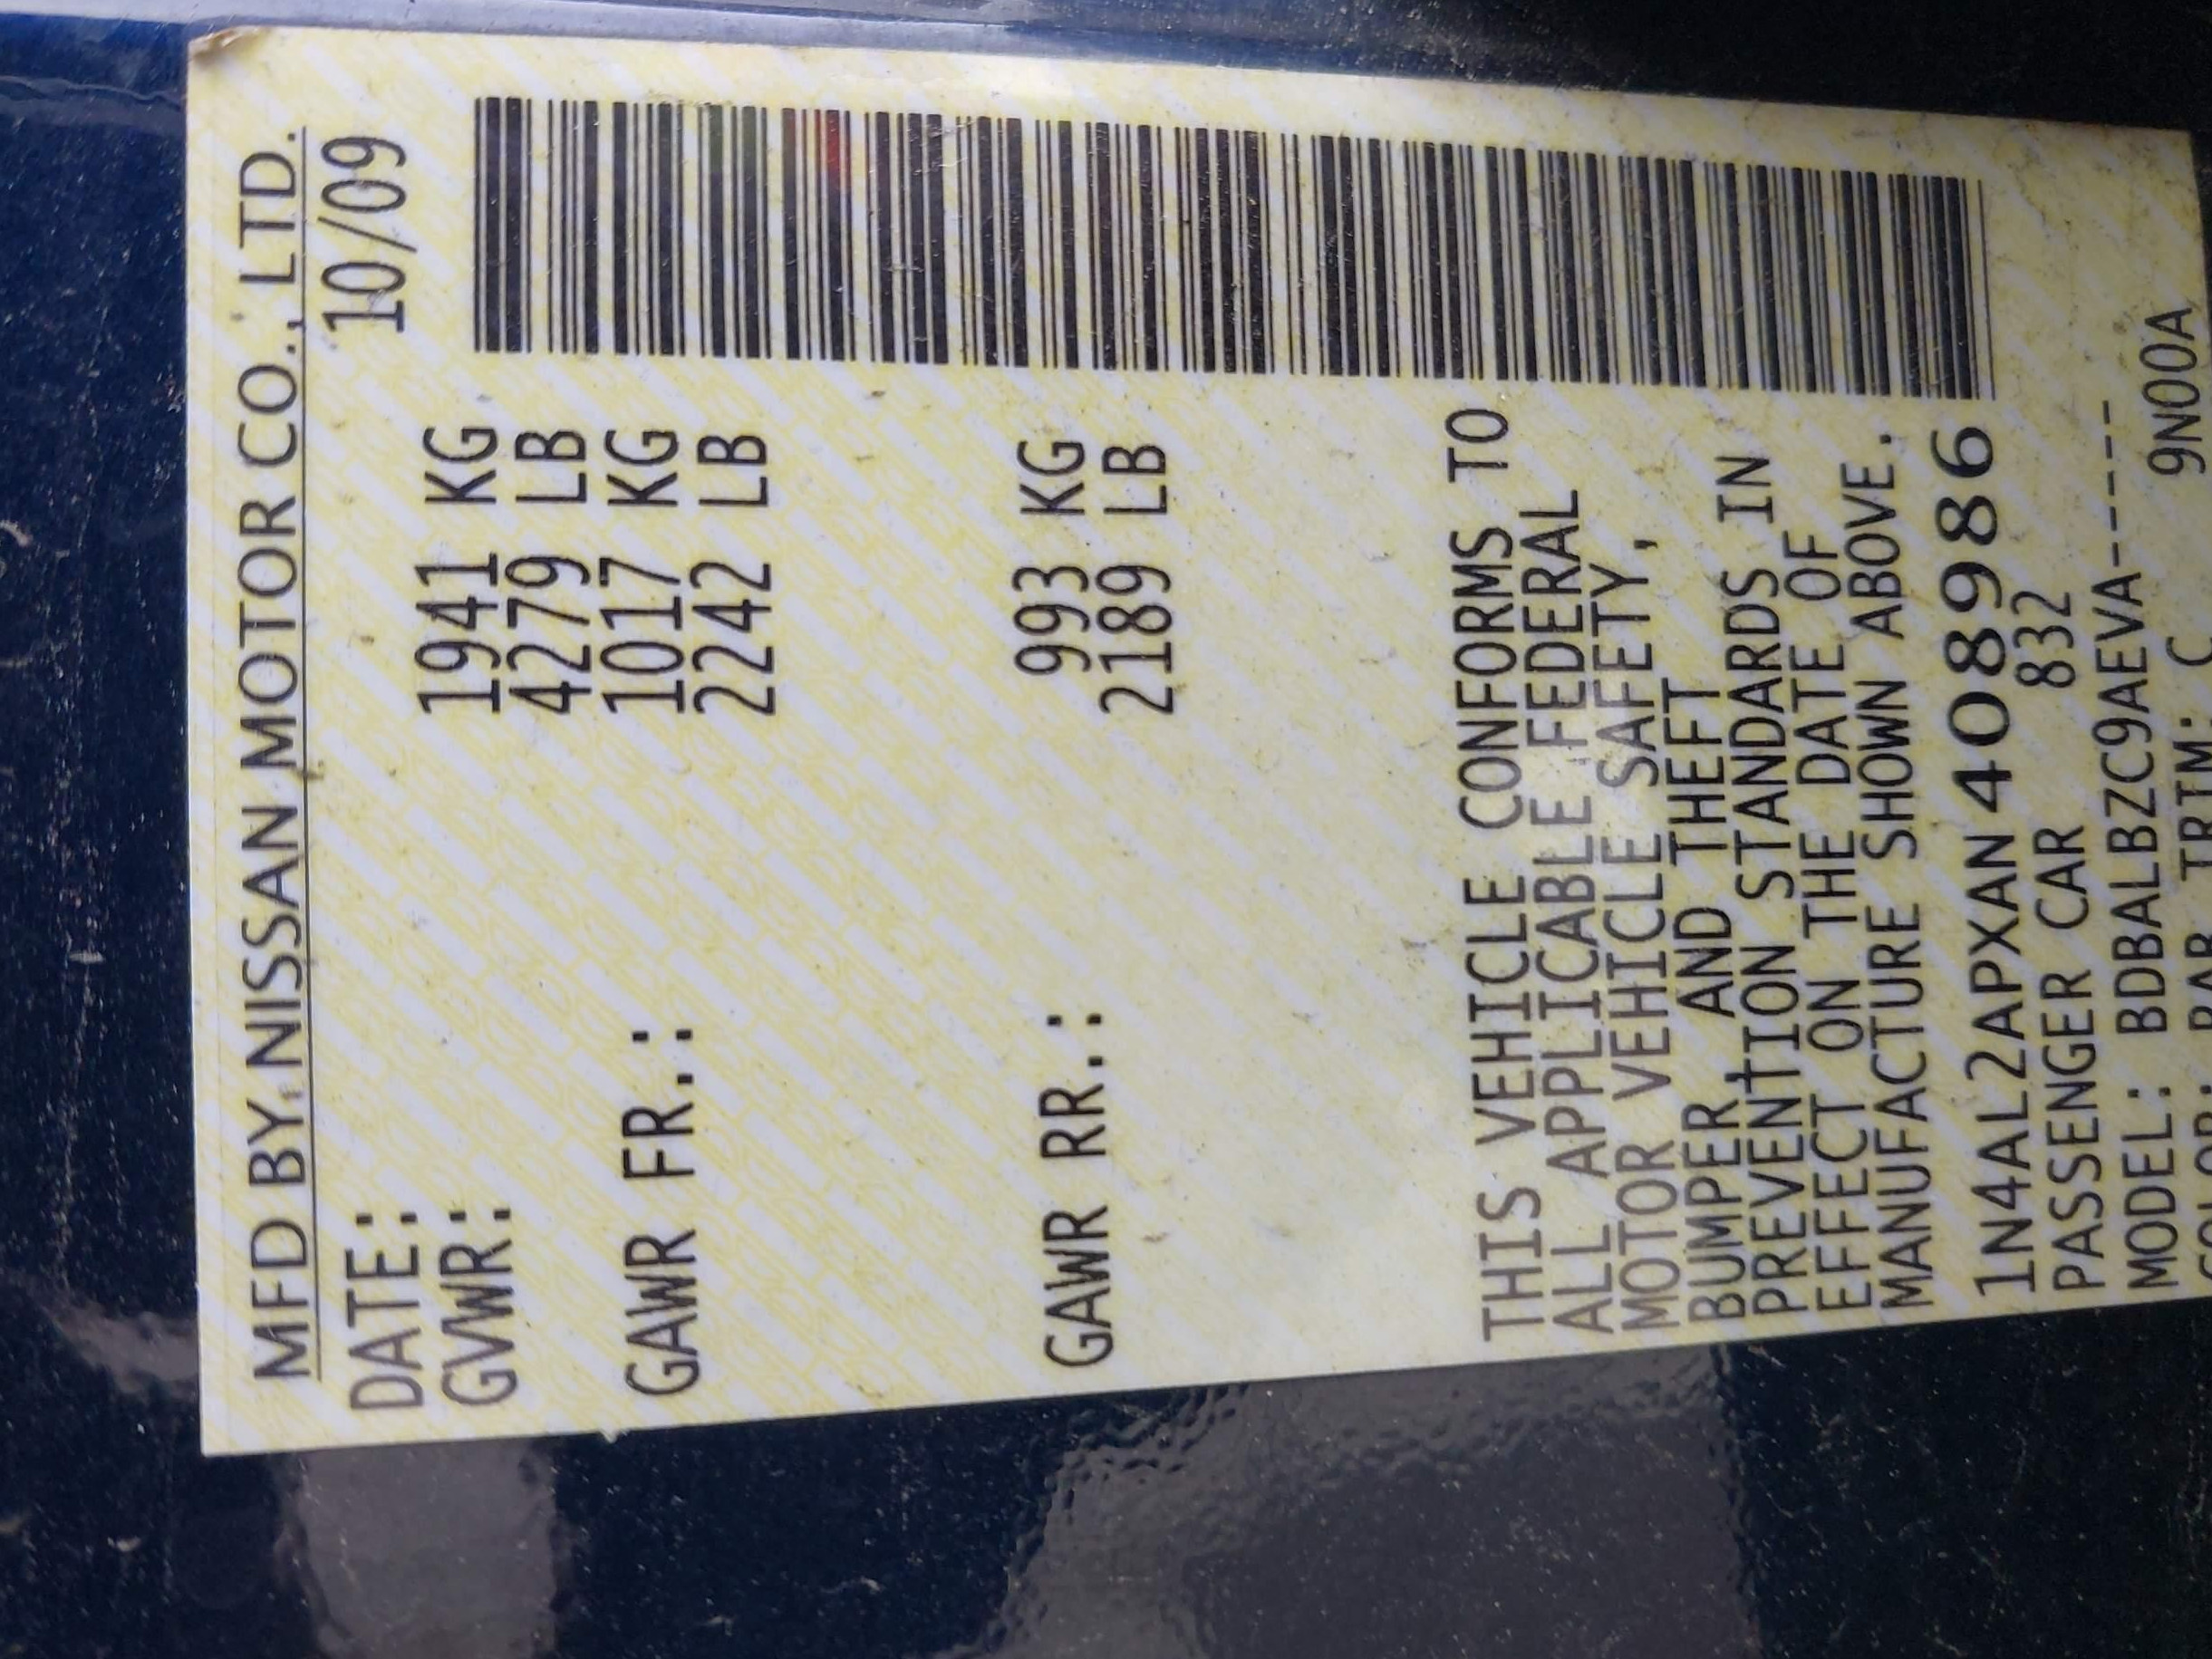 MFD BY NISSAN MOTOR CO., LTD.
DATE: 10/09
GVWR: 1941 KG
4279 LB
GAWR FR.: 1017 KG
2242 LB
GAWR RR.: 993 KG
2189 LB
THIS VEHICLE CONFORMS TO
ALL APPLICABLE FEDERAL
MOTOR VEHICLE SAFETY,
BUMPER AND THEFT
PREVENTION STANDARDS IN
EFFECT ON THE DATE OF
MANUFACTURE SHOWN ABOVE.
1N4AL2APXAN408986
PASSENGER CAR 832
MODEL: BDBALBZC9AEVA------
TRIM: C 9N00A